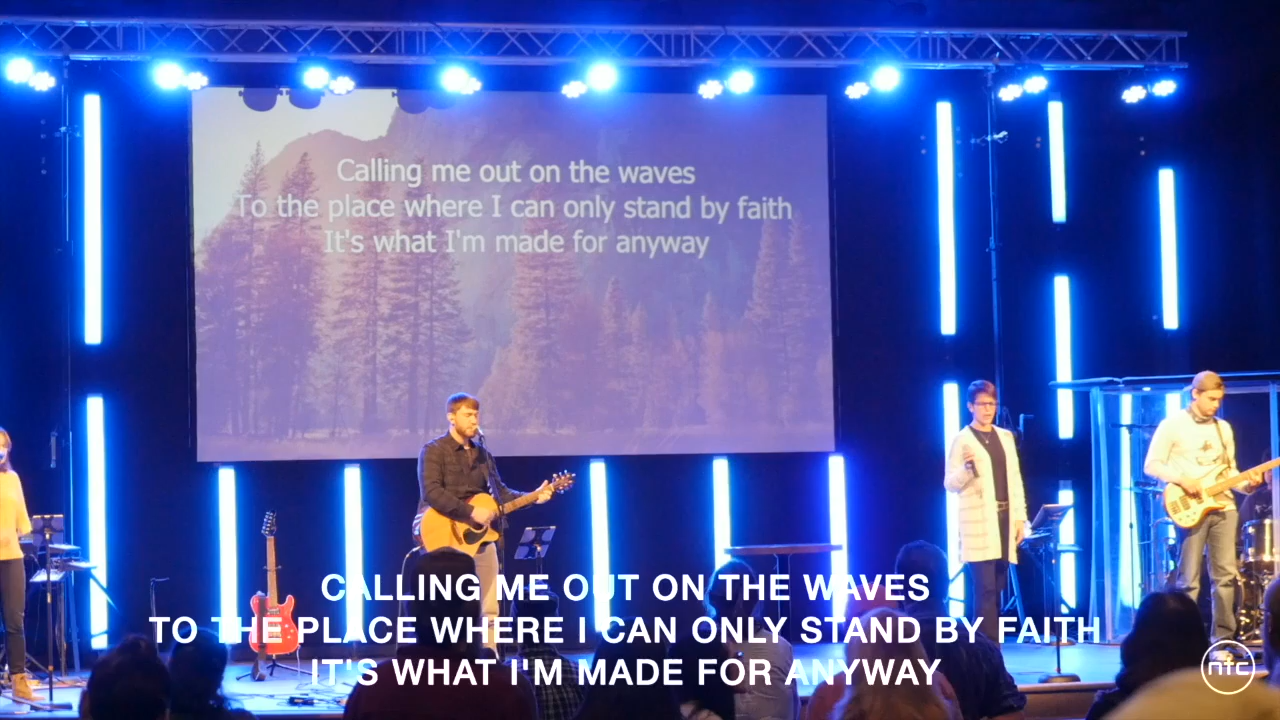 Calling me out on the waves
To the place where I can only stand by faith
It's what I'm made for anyway
CALLING ME OUT ON THE WAVES
TO THE PLACE WHERE I CAN ONLY STAND BY FAITH
IT'S WHAT I'M MADE FOR ANYWAY
ntc